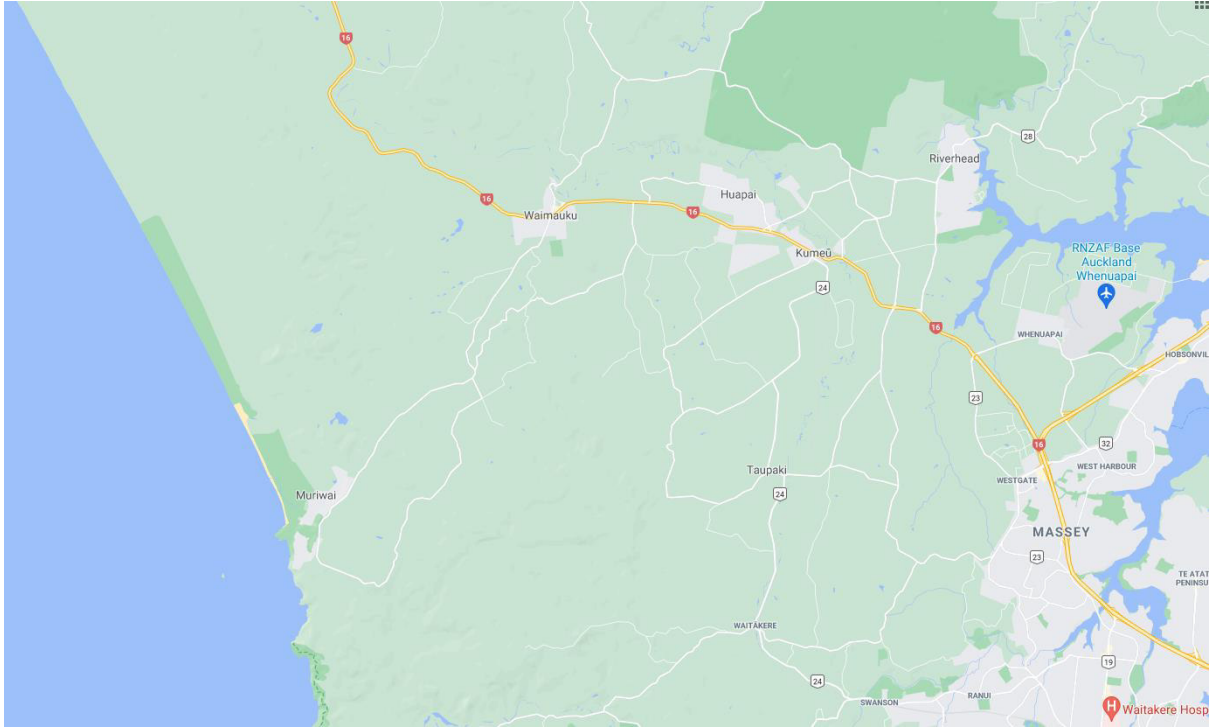 16
28
Riverhead
Huapai
16
16
Waimauku
RNZAF Base
Auckland
Whenuapai
Kumeū
24
16
WHENUAPAI
HOBSONVIL
23
16
32
WEST HARBOUR
Taupaki
WESTGATE
24
Muriwai
MASSEY
23
TE ATAT
PENINSU
WAITĀKERE
19
24
RANUI
SWANSON
H
Waitakere Hosp